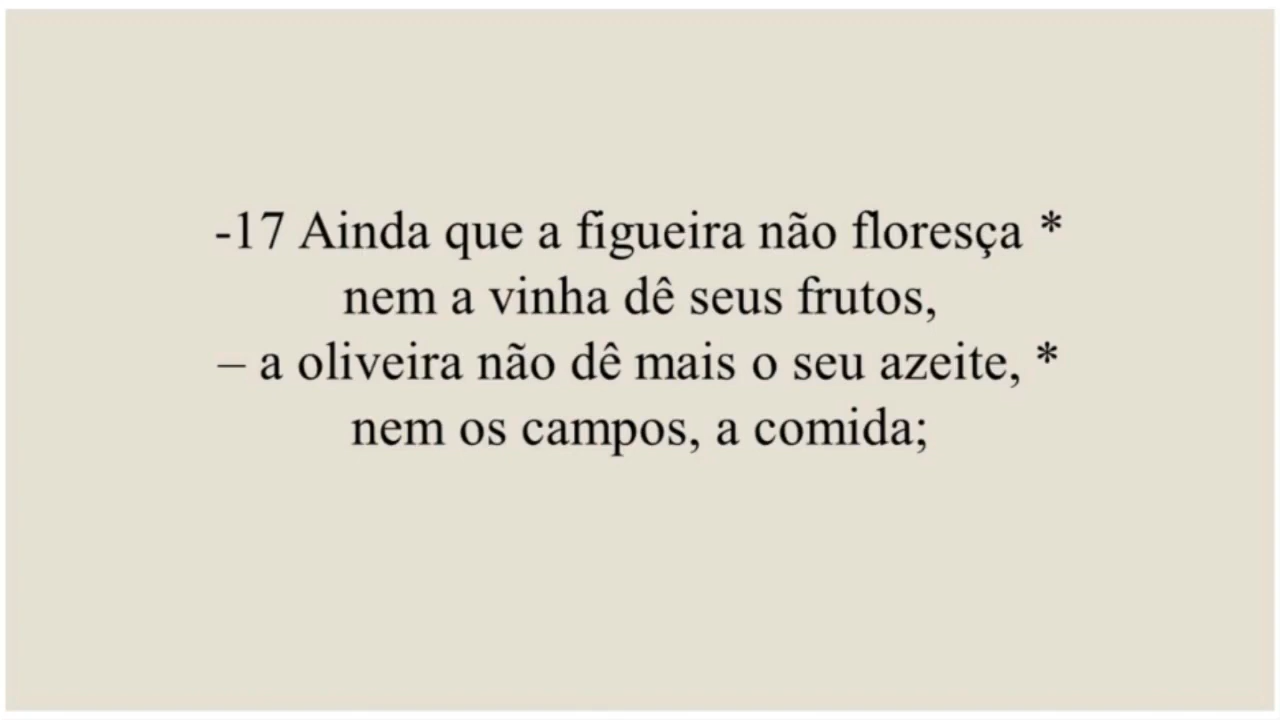 -17 Ainda que a figueira não floresça *
nem a vinha dê seus frutos,
– a oliveira não dê mais o seu azeite, *
nem os campos, a comida;